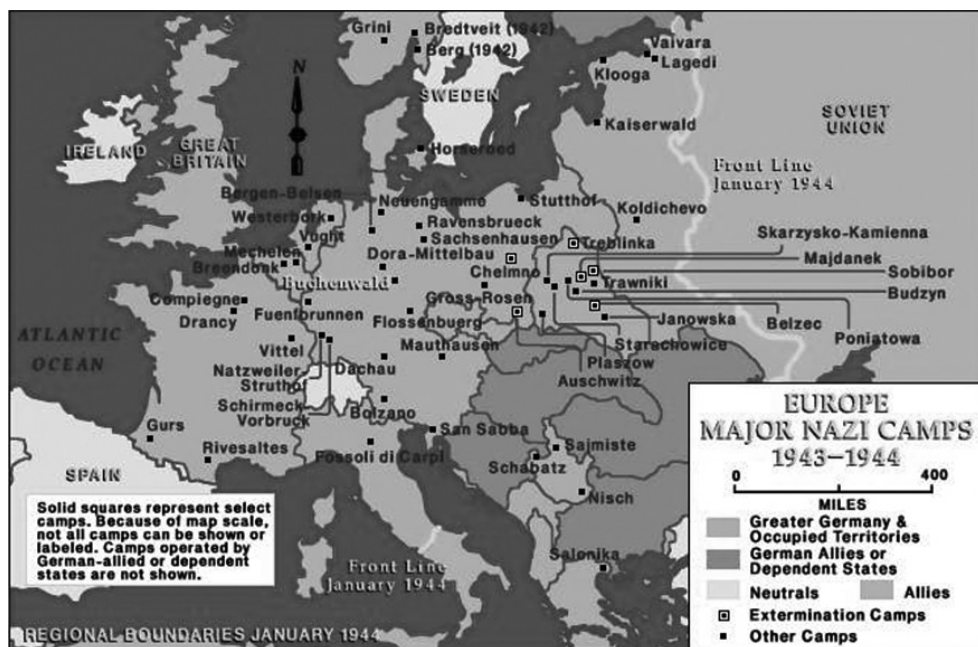 Grini
Bredtveit (1942)
Berg (1942)
Vaivara
Lagedi
Klooga
N
SWEDEN
SOVIET
UNION
Kaiserwald
IRELAND
GREAT
BRITAIN
Horseroed
Front Line
January 1944
Bergen-Belsen
Neuengamme
Stutthof
Koldichevo
Westerbork
Ravensbrueck
Skarzysko-Kamienna
Vught
Sachsenhausen
Treblinka
Majdanek
Mechelen
Dora-Mittelbau
Sobibor
Breendonk
Chelmno
Trawniki
Buchenwald
Budzyn
Compiegne
Gross-Rosen
Drancy
Fuenfbrunnen
Flossenbuerg
Janowska
Belzec
ATLANTIC
OCEAN
Mauthausen
Starachowice
Poniatowa
Vittel
Plaszow
Natzweiler
Struthof
Dachau
Auschwitz
Schirmeck
Vorbruck
Bolzano
EUROPE
MAJOR NAZI CAMPS
1943–1944
Gurs
San Sabba
Sajmiste
Rivesaltes
Fossoli di Carpi
Schabatz
SPAIN
Nisch
0 400
MILES
Solid squares represent select
camps. Because of map scale,
not all camps can be shown or
labeled. Camps operated by
German-allied or dependent
states are not shown.
Greater Germany &
Occupied Territories
German Allies or
Dependent States
Salonika
Front Line
January 1944
Neutrals Allies
Extermination Camps
Other Camps
REGIONAL BOUNDARIES JANUARY 1944